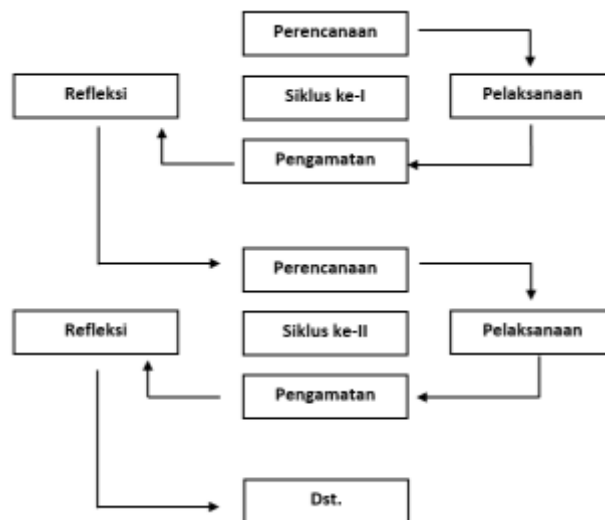 Perencanaan
Refleksi
Siklus ke-I
Pelaksanaan
Pengamatan
Perencanaan
Refleksi
Siklus ke-II
Pelaksanaan
Pengamatan
Dst.